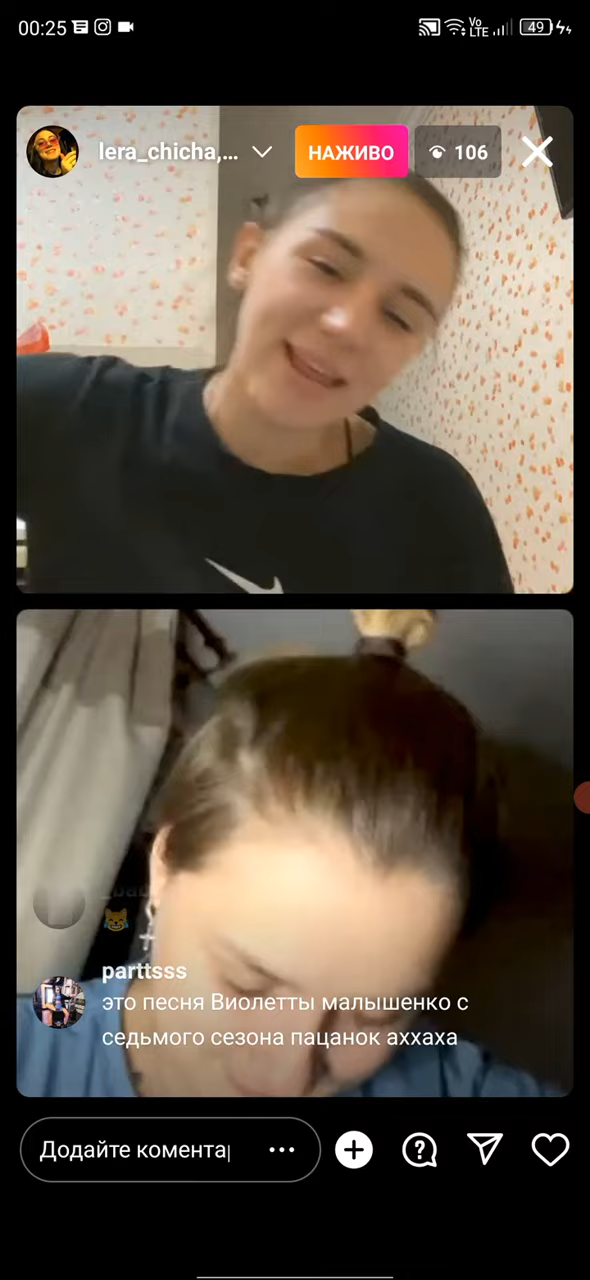 00:25
Vo
LTE
49
lera_chicha,...
НАЖИВО
106
parttsss
это песня Виолетты малышенко с
седьмого сезона пацанок аххаха
Додайте комента